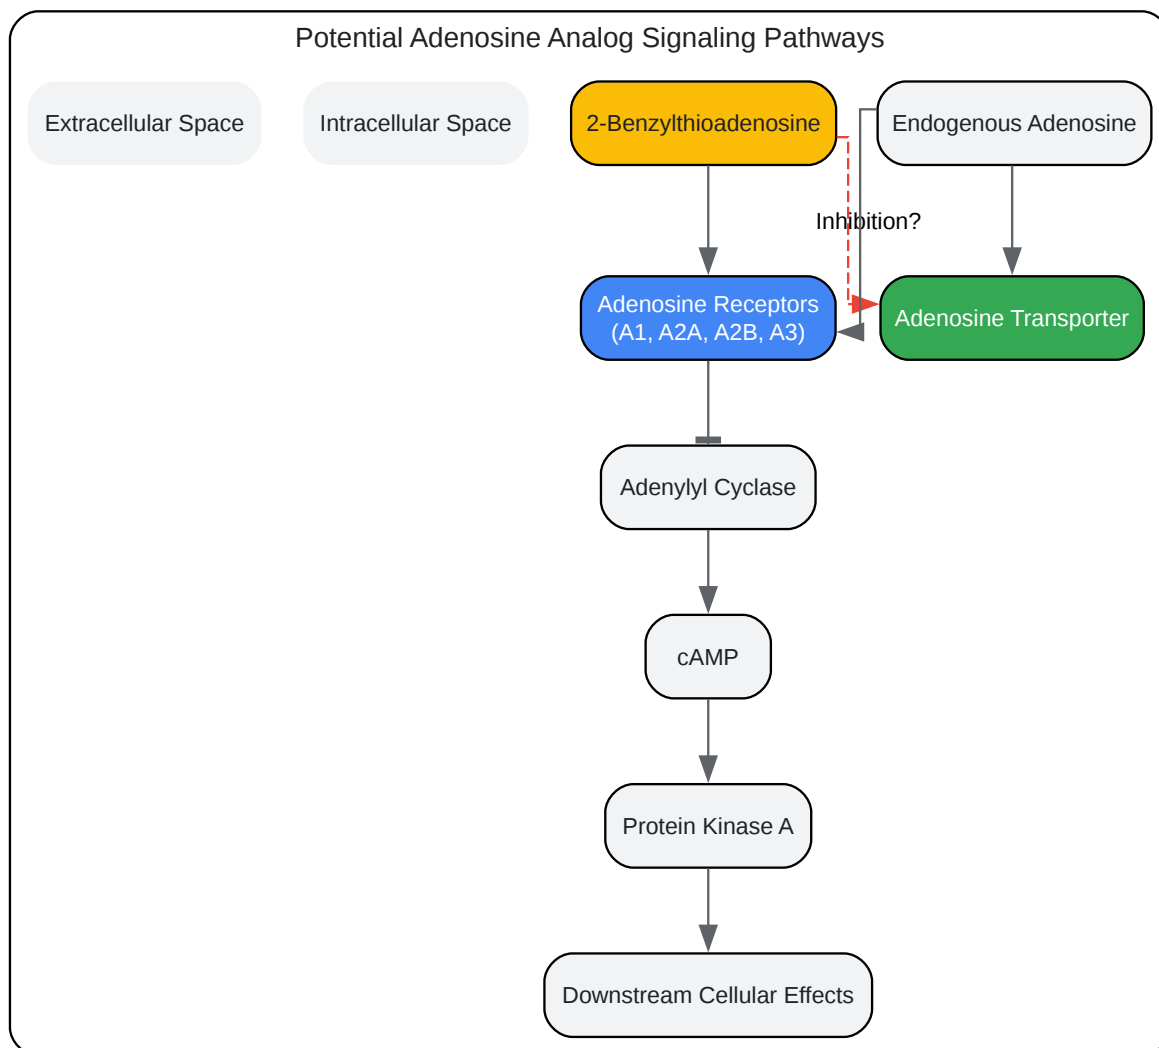 Potential Adenosine Analog Signaling Pathways
Extracellular Space
Intracellular Space
2-Benzylthioadenosine
Endogenous Adenosine
Inhibition?
Adenosine Receptors
(A1, A2A, A2B, A3)
Adenosine Transporter
Adenylyl Cyclase
cAMP
Protein Kinase A
Downstream Cellular Effects